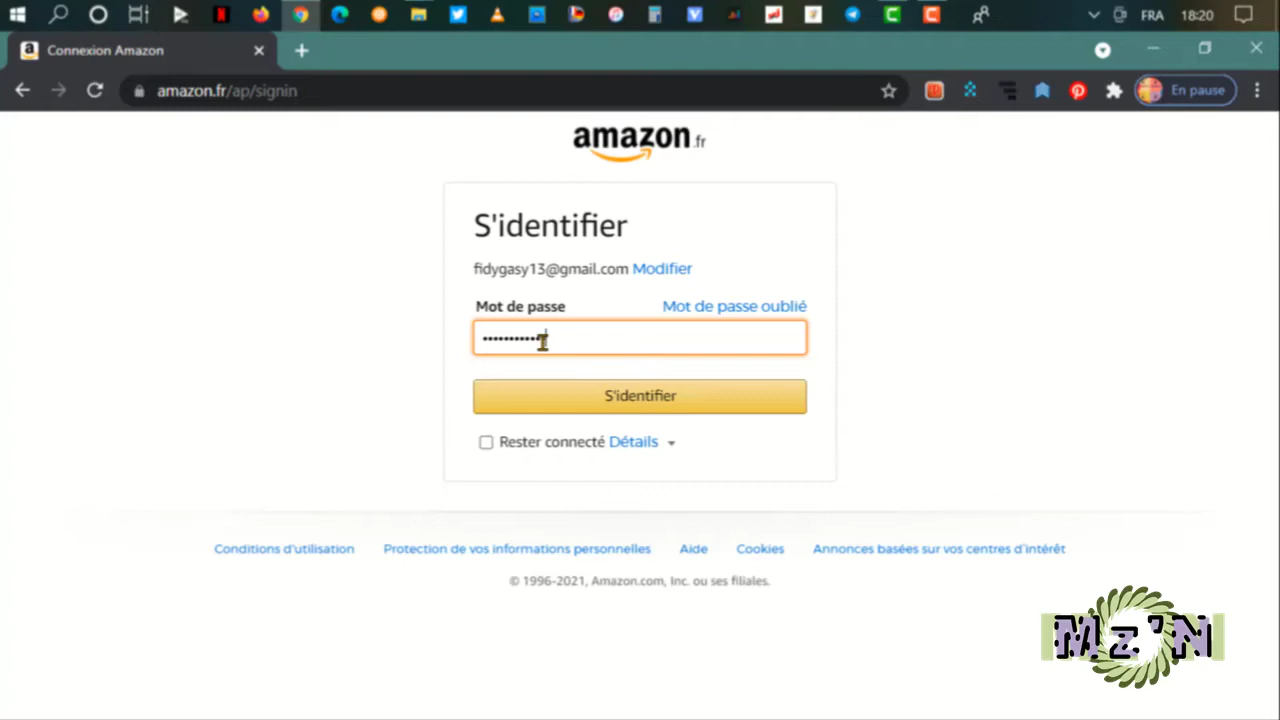 FRA
18:20
Connexion Amazon
amazon.fr/ap/signin
En pause
amazon.fr
S'identifier
fidygasy13@gmail.com Modifier
Mot de passe
Mot de passe oublié
S'identifier
Rester connecté Détails
Conditions d'utilisation
Protection de vos informations personnelles
Aide
Cookies
Annonces basées sur vos centres d'intérêt
© 1996-2021, Amazon.com, Inc. ou ses filiales.
Mz'N